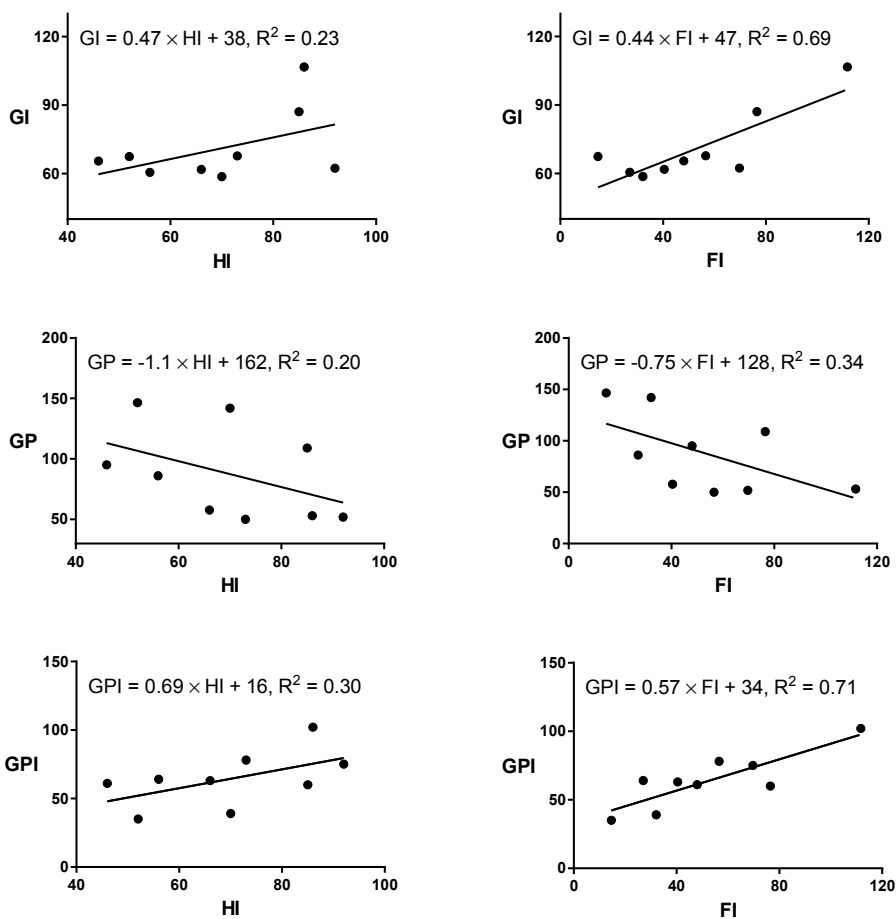 GI = 0.47 × HI + 38, R² = 0.23
120
90
60
GI
40 60 80 100
HI
GI = 0.44 × FI + 47, R² = 0.69
120
90
60
GI
0 40 80 120
FI
GP = -1.1 × HI + 162, R² = 0.20
200
150
100
50
GP
40 60 80 100
HI
GP = -0.75 × FI + 128, R² = 0.34
200
150
100
50
0
GP
0 40 80 120
FI
GPI = 0.69 × HI + 16, R² = 0.30
150
100
50
0
GPI
40 60 80 100
HI
GPI = 0.57 × FI + 34, R² = 0.71
150
100
50
0
GPI
0 40 80 120
FI